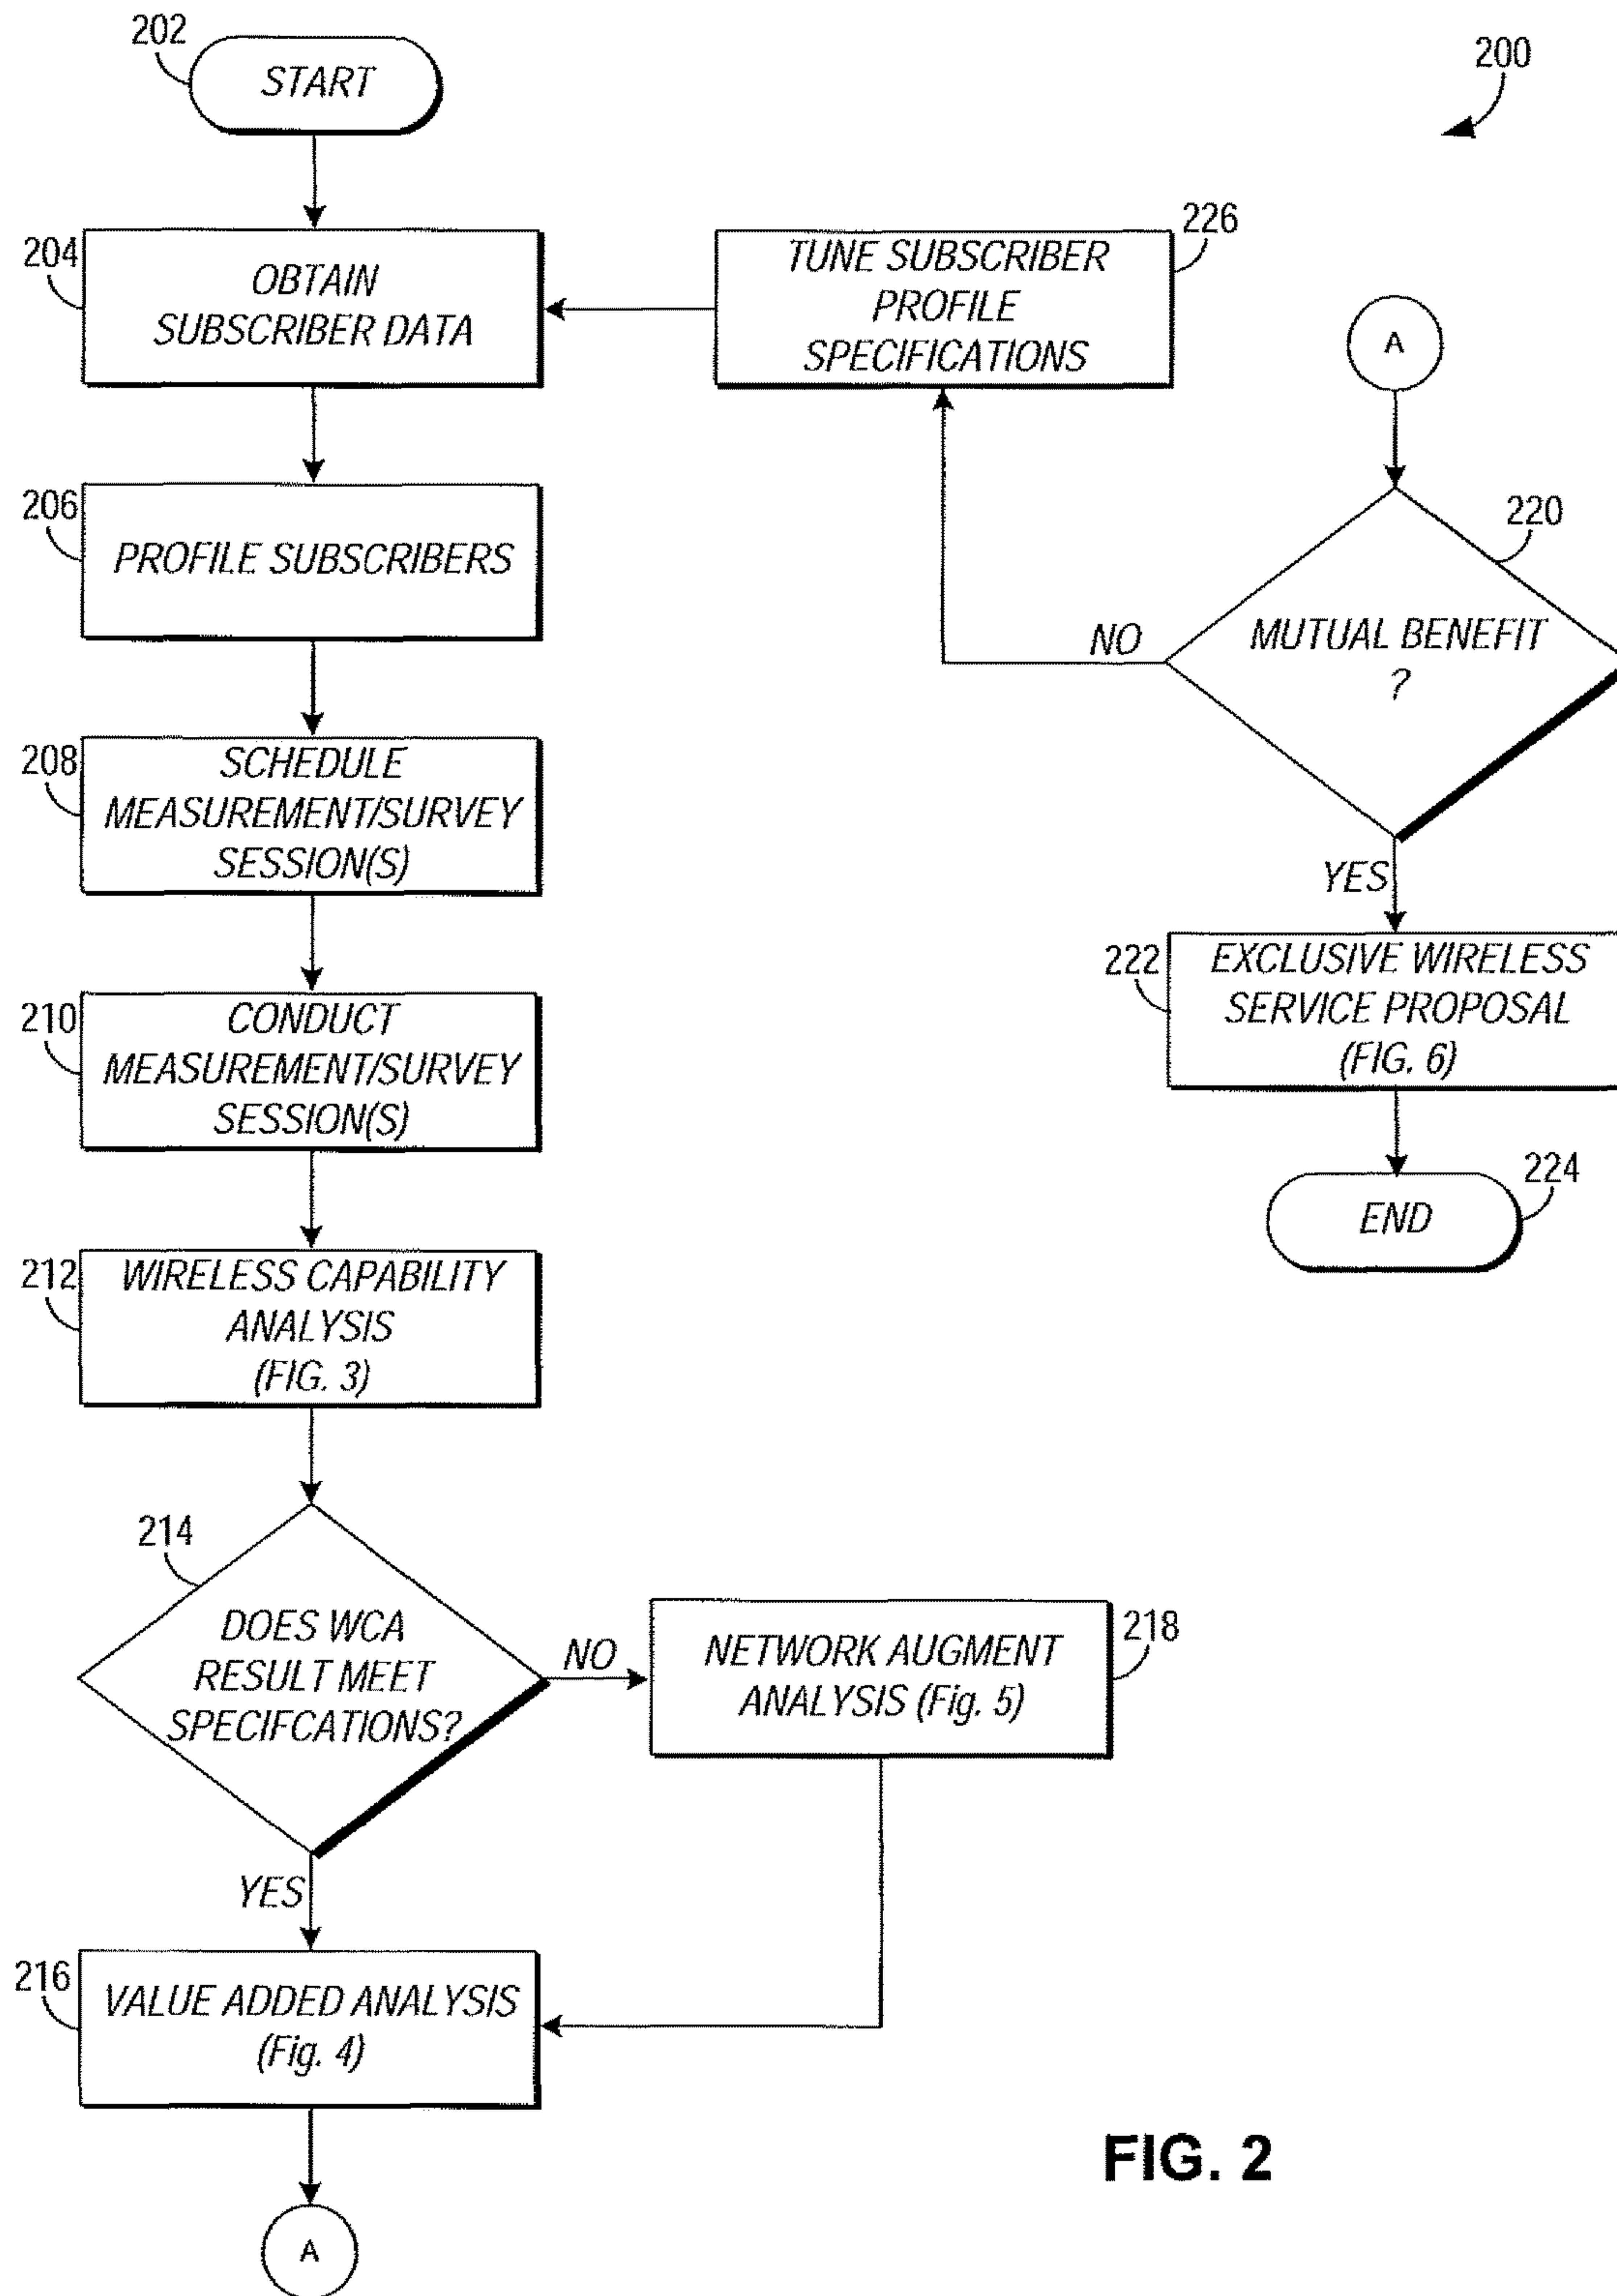 202
START
200
204
OBTAIN
SUBSCRIBER DATA
226
TUNE SUBSCRIBER
PROFILE
SPECIFICATIONS
A
206
PROFILE SUBSCRIBERS
220
MUTUAL BENEFIT
?
NO
YES
208
SCHEDULE
MEASUREMENT/SURVEY
SESSION(S)
222
EXCLUSIVE WIRELESS
SERVICE PROPOSAL
(FIG. 6)
210
CONDUCT
MEASUREMENT/SURVEY
SESSION(S)
224
END
212
WIRELESS CAPABILITY
ANALYSIS
(FIG. 3)
214
DOES WCA
RESULT MEET
SPECIFCATIONS?
NO
218
NETWORK AUGMENT
ANALYSIS (Fig. 5)
YES
216
VALUE ADDED ANALYSIS
(Fig. 4)
A
FIG. 2